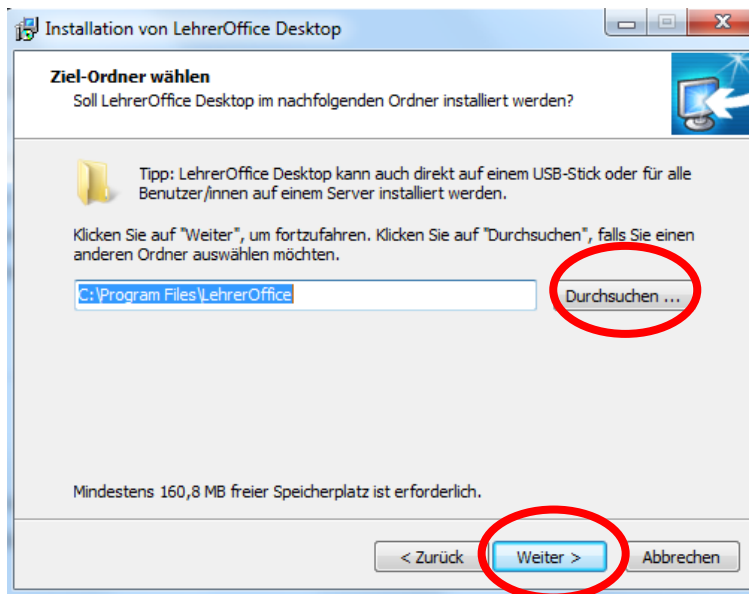 Installation von LehrerOffice Desktop
Ziel-Ordner wählen
Soll LehrerOffice Desktop im nachfolgenden Ordner installiert werden?
Tipp: LehrerOffice Desktop kann auch direkt auf einem USB-Stick oder für alle
Benutzer/innen auf einem Server installiert werden.
Klicken Sie auf "Weiter", um fortzufahren. Klicken Sie auf "Durchsuchen", falls Sie einen
anderen Ordner auswählen möchten.
C:\Program Files\LehrerOffice
Durchsuchen ...
Mindestens 160,8 MB freier Speicherplatz ist erforderlich.
< Zurück
Weiter >
Abbrechen